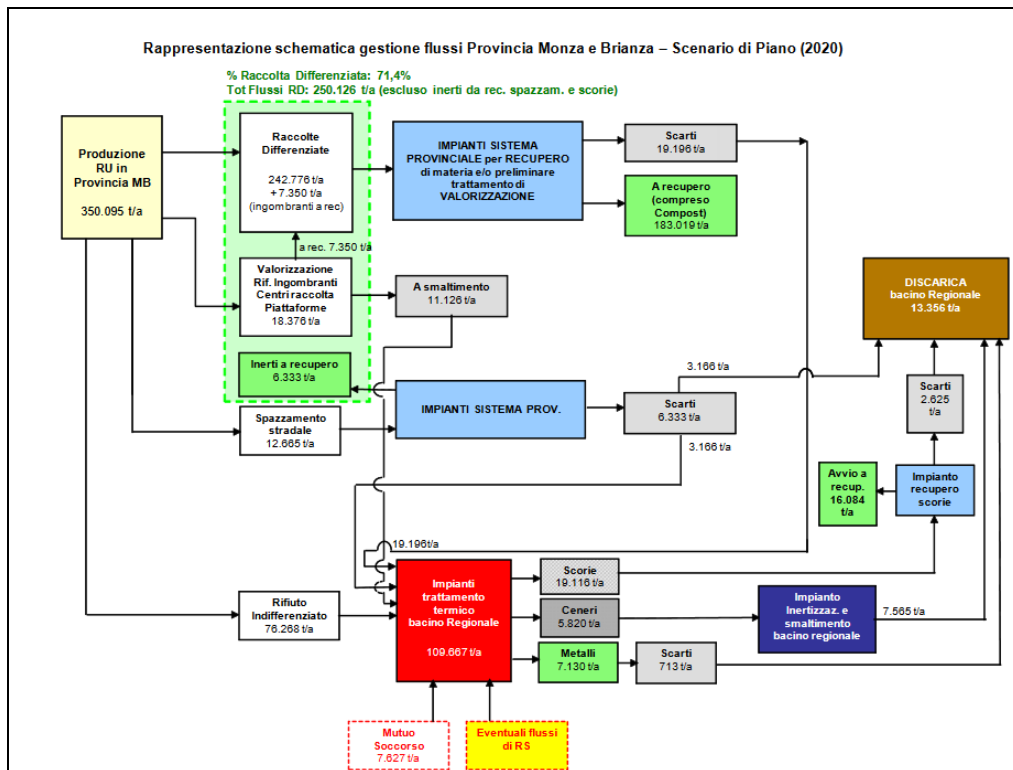 Rappresentazione schematica gestione flussi Provincia Monza e Brianza – Scenario di Piano (2020)
% Raccolta Differenziata: 71,4%
Tot Flussi RD: 250.126 t/a (escluso inerti da rec. spazzam. e scorie)
Produzione
RU in
Provincia MB
350.095 t/a
Raccolte
Differenziate
242.776 t/a
+7.350 t/a
(ingombranti a rec)
IMPIANTI SISTEMA
PROVINCIALE per RECUPERO
di materia e/o preliminare
trattamento di
VALORIZZAZIONE
Scarti
19.196 t/a
A recupero
(compreso
Compost)
183.019 t/a
a rec. 7.350 t/a
Valorizzazione
Rif. Ingombranti
Centri raccolta
Piattaforme
18.376 t/a
A smaltimento
11.126 t/a
DISCARICA
bacino Regionale
13.356 t/a
Inerti a recupero
6.333 t/a
Spazzamento
stradale
12.665 t/a
IMPIANTI SISTEMA PROV.
Scarti
6.333 t/a
3.166 t/a
3.166 t/a
Scarti
2.625
t/a
Avvio a
recup.
16.084
t/a
Impianto
recupero
scorie
19.196t/a
Rifiuto
Indifferenziato
76.268 t/a
Impianti
trattamento
termico
bacino Regionale
109.667 t/a
Scorie
19.116 t/a
Ceneri
5.820 t/a
Metalli
7.130 t/a
Scarti
713 t/a
Impianto
Inertizzaz. e
smaltimento
bacino regionale
7.565 t/a
Mutuo
Soccorso
7.627 t/a
Eventuali flussi
di RS